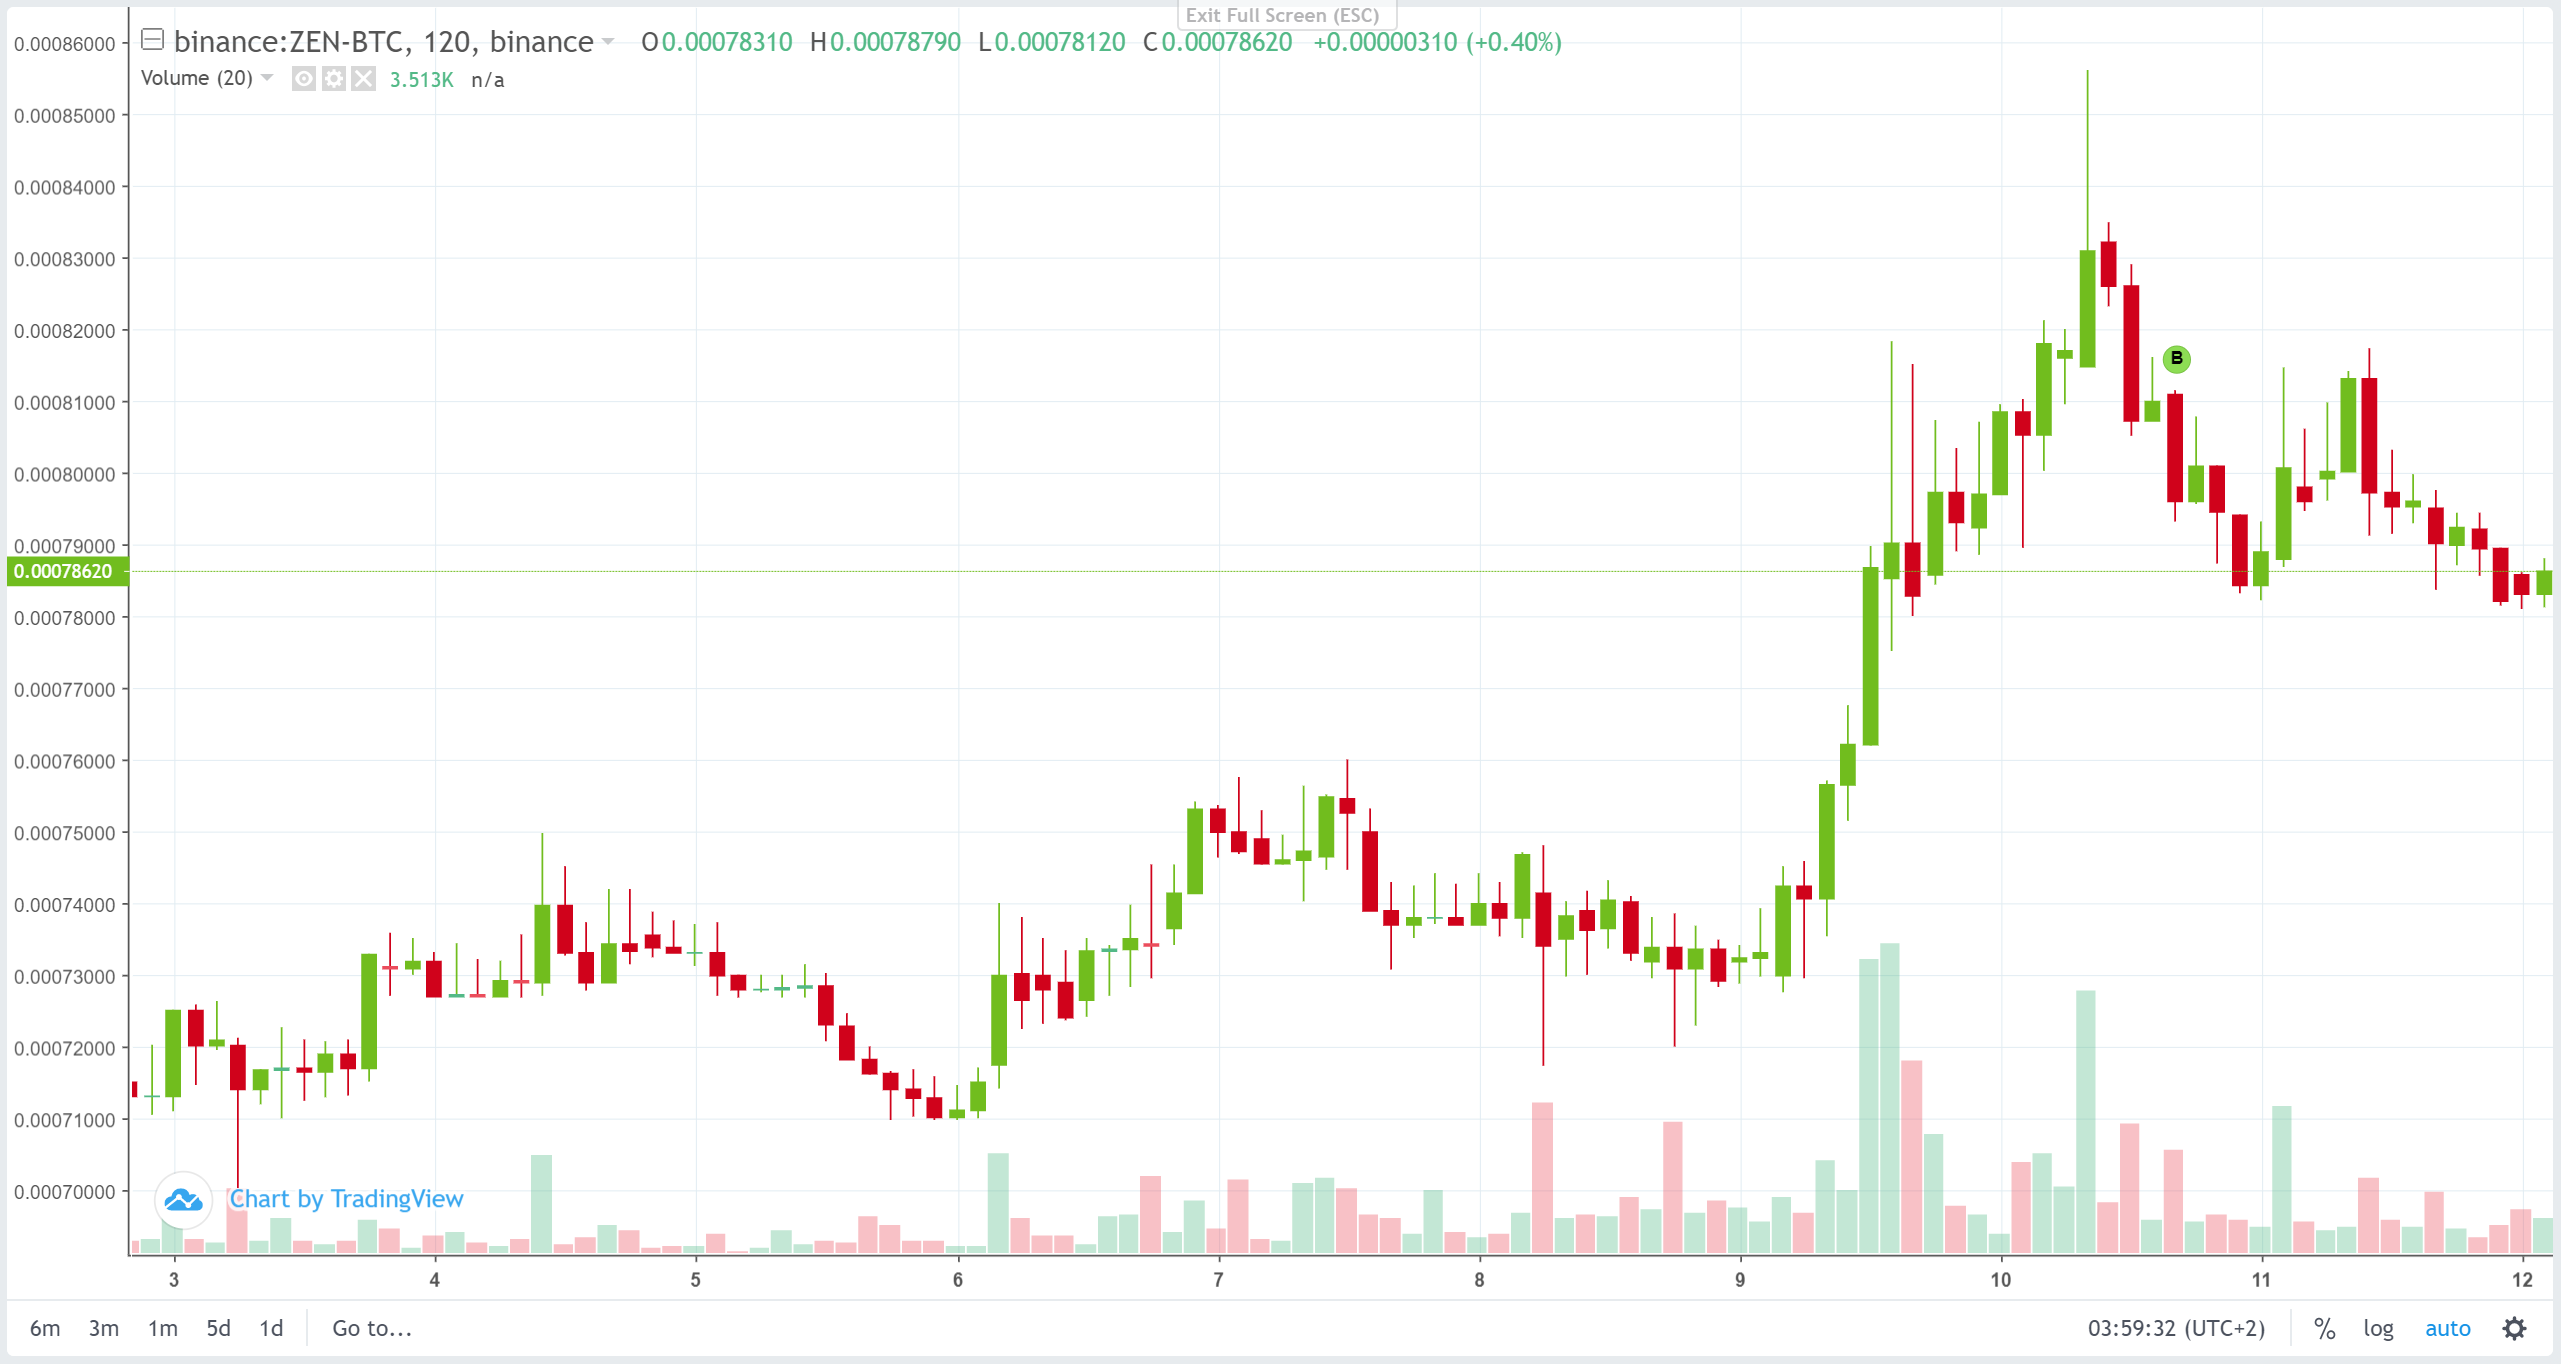 Exit Full Screen (ESC)
binance:ZEN-BTC, 120, binance O0.00078310 H0.00078790 L0.00078120 C0.00078620 +0.00000310 (+0.40%)
Volume (20) 3.513K n/a
0.00086000
0.00085000
0.00084000
0.00083000
0.00082000
B
0.00081000
0.00080000
0.00079000
0.00078620
0.00078000
0.00077000
0.00076000
0.00075000
0.00074000
0.00073000
0.00072000
0.00071000
0.00070000
Chart by TradingView
3 4 5 6 7 8 9 10 11 12
6m 3m 1m 5d 1d Go to... 03:59:32 (UTC+2) % log auto